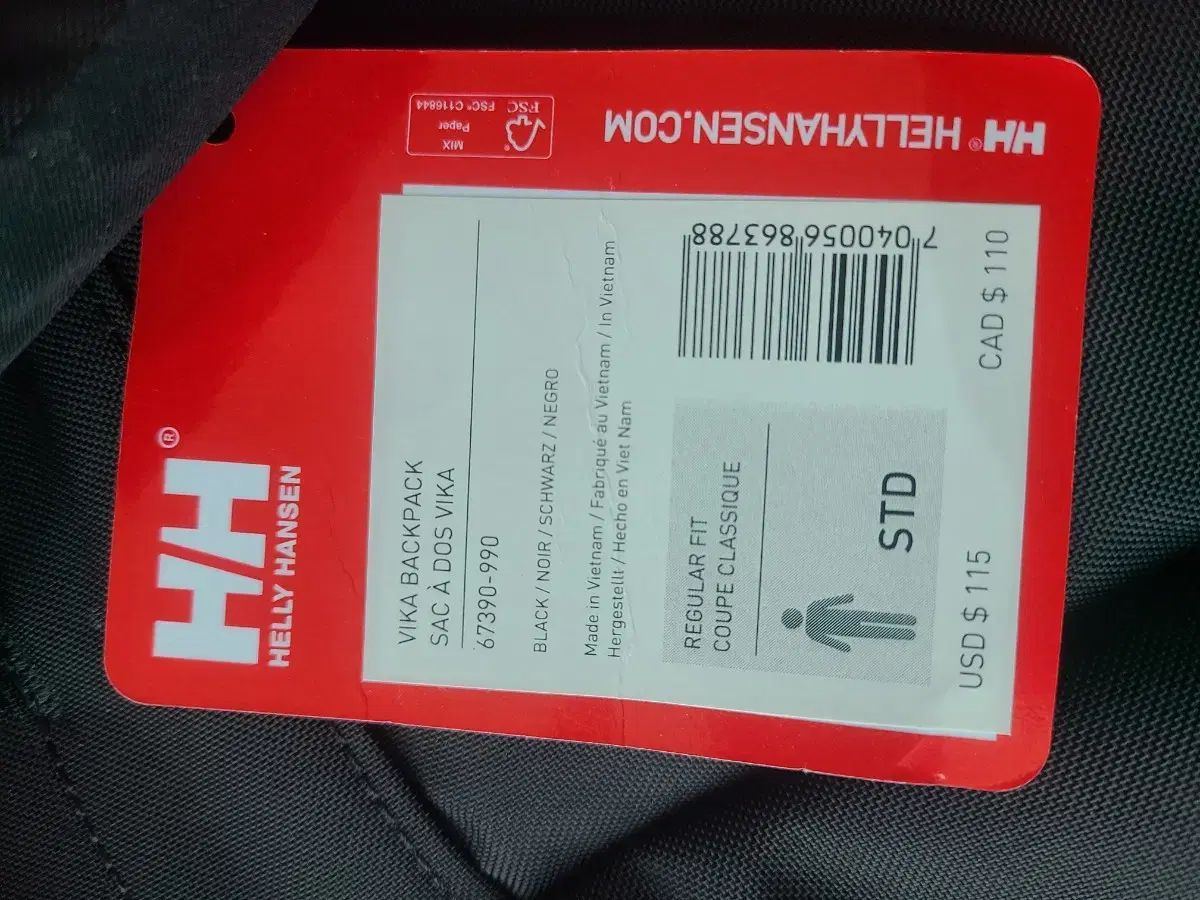 HH®
HELLY HANSEN
VIKA BACKPACK
SAC À DOS VIKA
67390-990
BLACK / NOIR / SCHWARZ / NEGRO
Made in Vietnam / Fabriqué au Vietnam / In Vietnam
Hergestellt / Hecho en Viet Nam
REGULAR FIT
COUPE CLASSIQUE
STD
7 040056 863788
USD $ 115
CAD $ 110
MIX
Paper
FSC® C116844
FSC
HH® HELLYHANSEN.COM